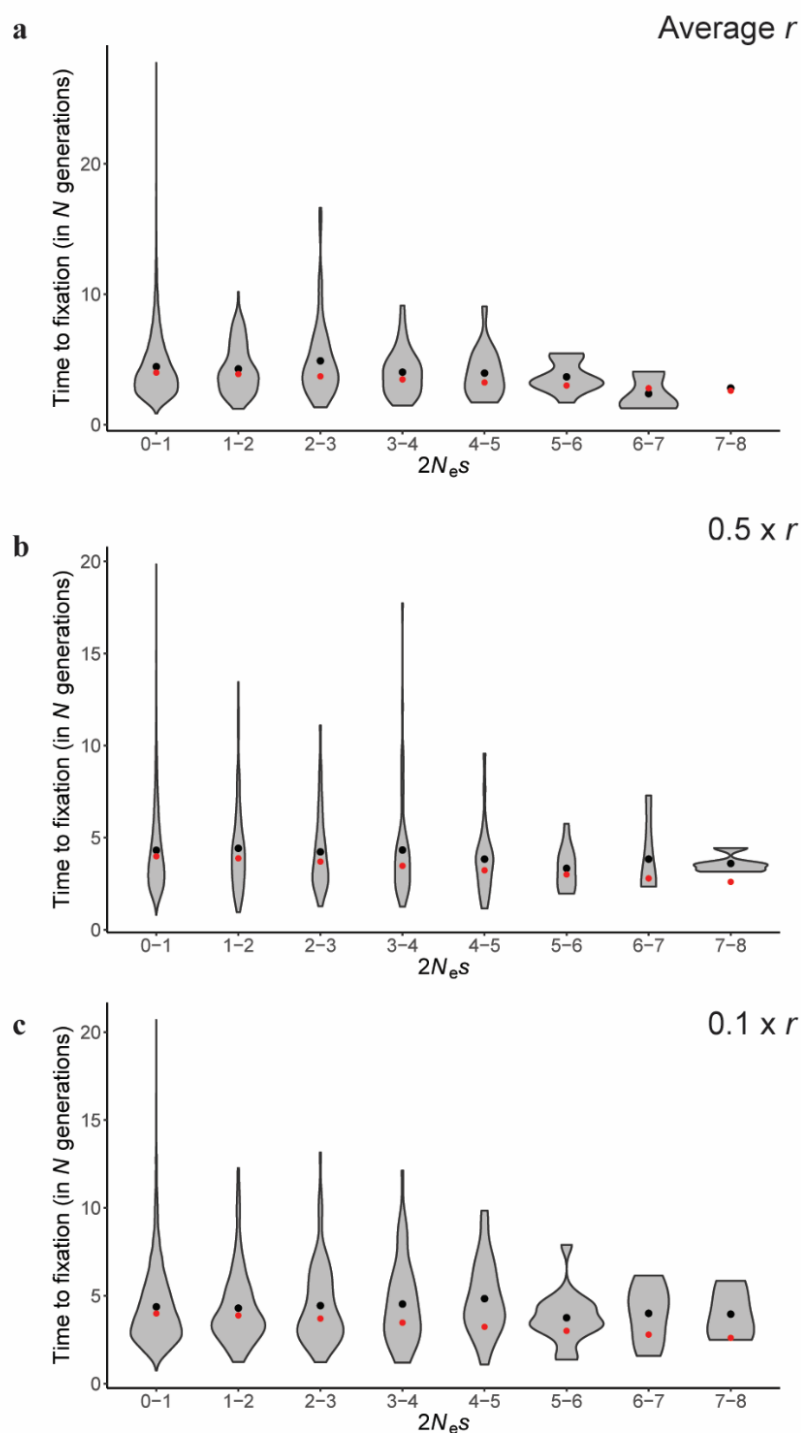 a
Average r
Time to fixation (in N generations)
20
10
0
0−1 1−2 2−3 3−4 4−5 5−6 6−7 7−8
2Nₑs
b
0.5 x r
Time to fixation (in N generations)
20
15
10
5
0
0−1 1−2 2−3 3−4 4−5 5−6 6−7 7−8
2Nₑs
c
0.1 x r
Time to fixation (in N generations)
20
15
10
5
0
0−1 1−2 2−3 3−4 4−5 5−6 6−7 7−8
2Nₑs